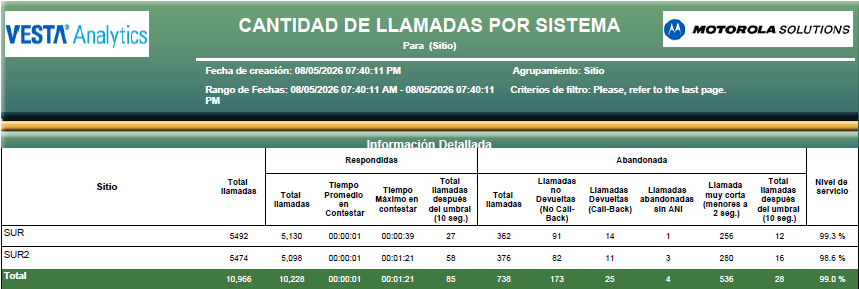 VESTA® Analytics
CANTIDAD DE LLAMADAS POR SISTEMA
MOTOROLA SOLUTIONS
Para (Sitio)
Fecha de creación: 08/05/2026 07:40:11 PM
Agrupamiento: Sitio
Rango de Fechas: 08/05/2026 07:40:11 AM - 08/05/2026 07:40:11
PM
Criterios de filtro: Please, refer to the last page.
Información Detallada
Sitio
Total
llamadas
Respondidas
Total
llamadas
Tiempo
Promedio
en
Contestar
Tiempo
Máximo en
contestar
Total
llamadas
después
del umbral
(10 seg.)
Abandonada
Total
llamadas
Llamadas
no
Devueltas
(No Call-
Back)
Llamadas
Devueltas
(Call-Back)
Llamadas
abandonadas
sin ANI
Llamada
muy corta
(menores a
2 seg.)
Total
llamadas
después
del umbral
(10 seg.)
Nivel de
servicio
SUR 5492 5,130 00:00:01 00:00:39 27 362 91 14 1 256 12 99.3 %
SUR2 5474 5,098 00:00:01 00:01:21 58 376 82 11 3 280 16 98.6 %
Total 10,966 10,228 00:00:01 00:01:21 85 738 173 25 4 536 28 99.0 %